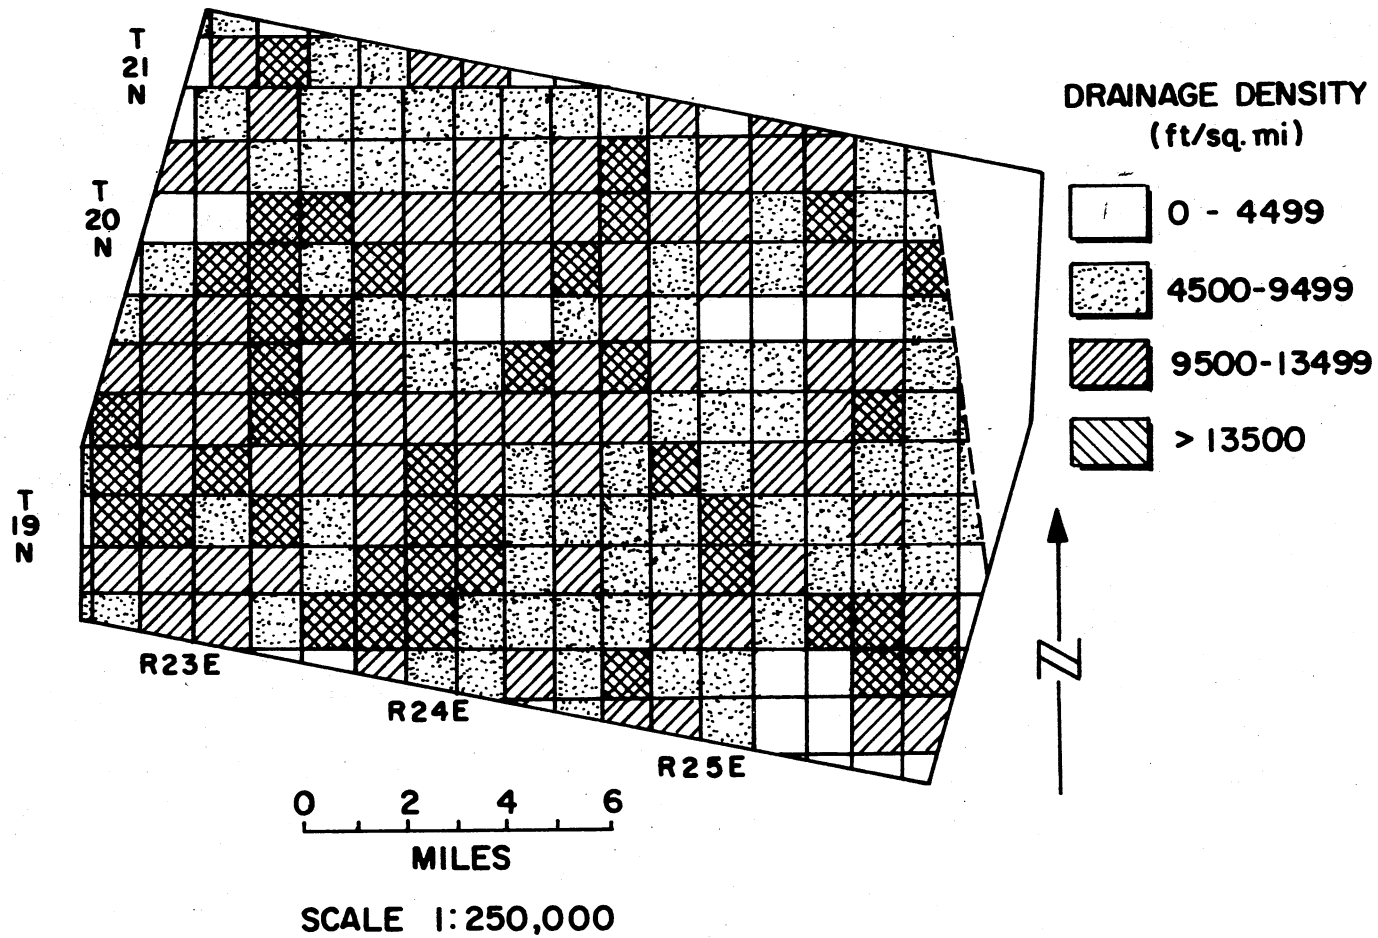 T
21
N
T
20
N
T
19
N
R23E
R24E
R25E
DRAINAGE DENSITY
(ft/sq. mi)
0 - 4499
4500-9499
9500-13499
> 13500
N
0 2 4 6
MILES
SCALE 1:250,000